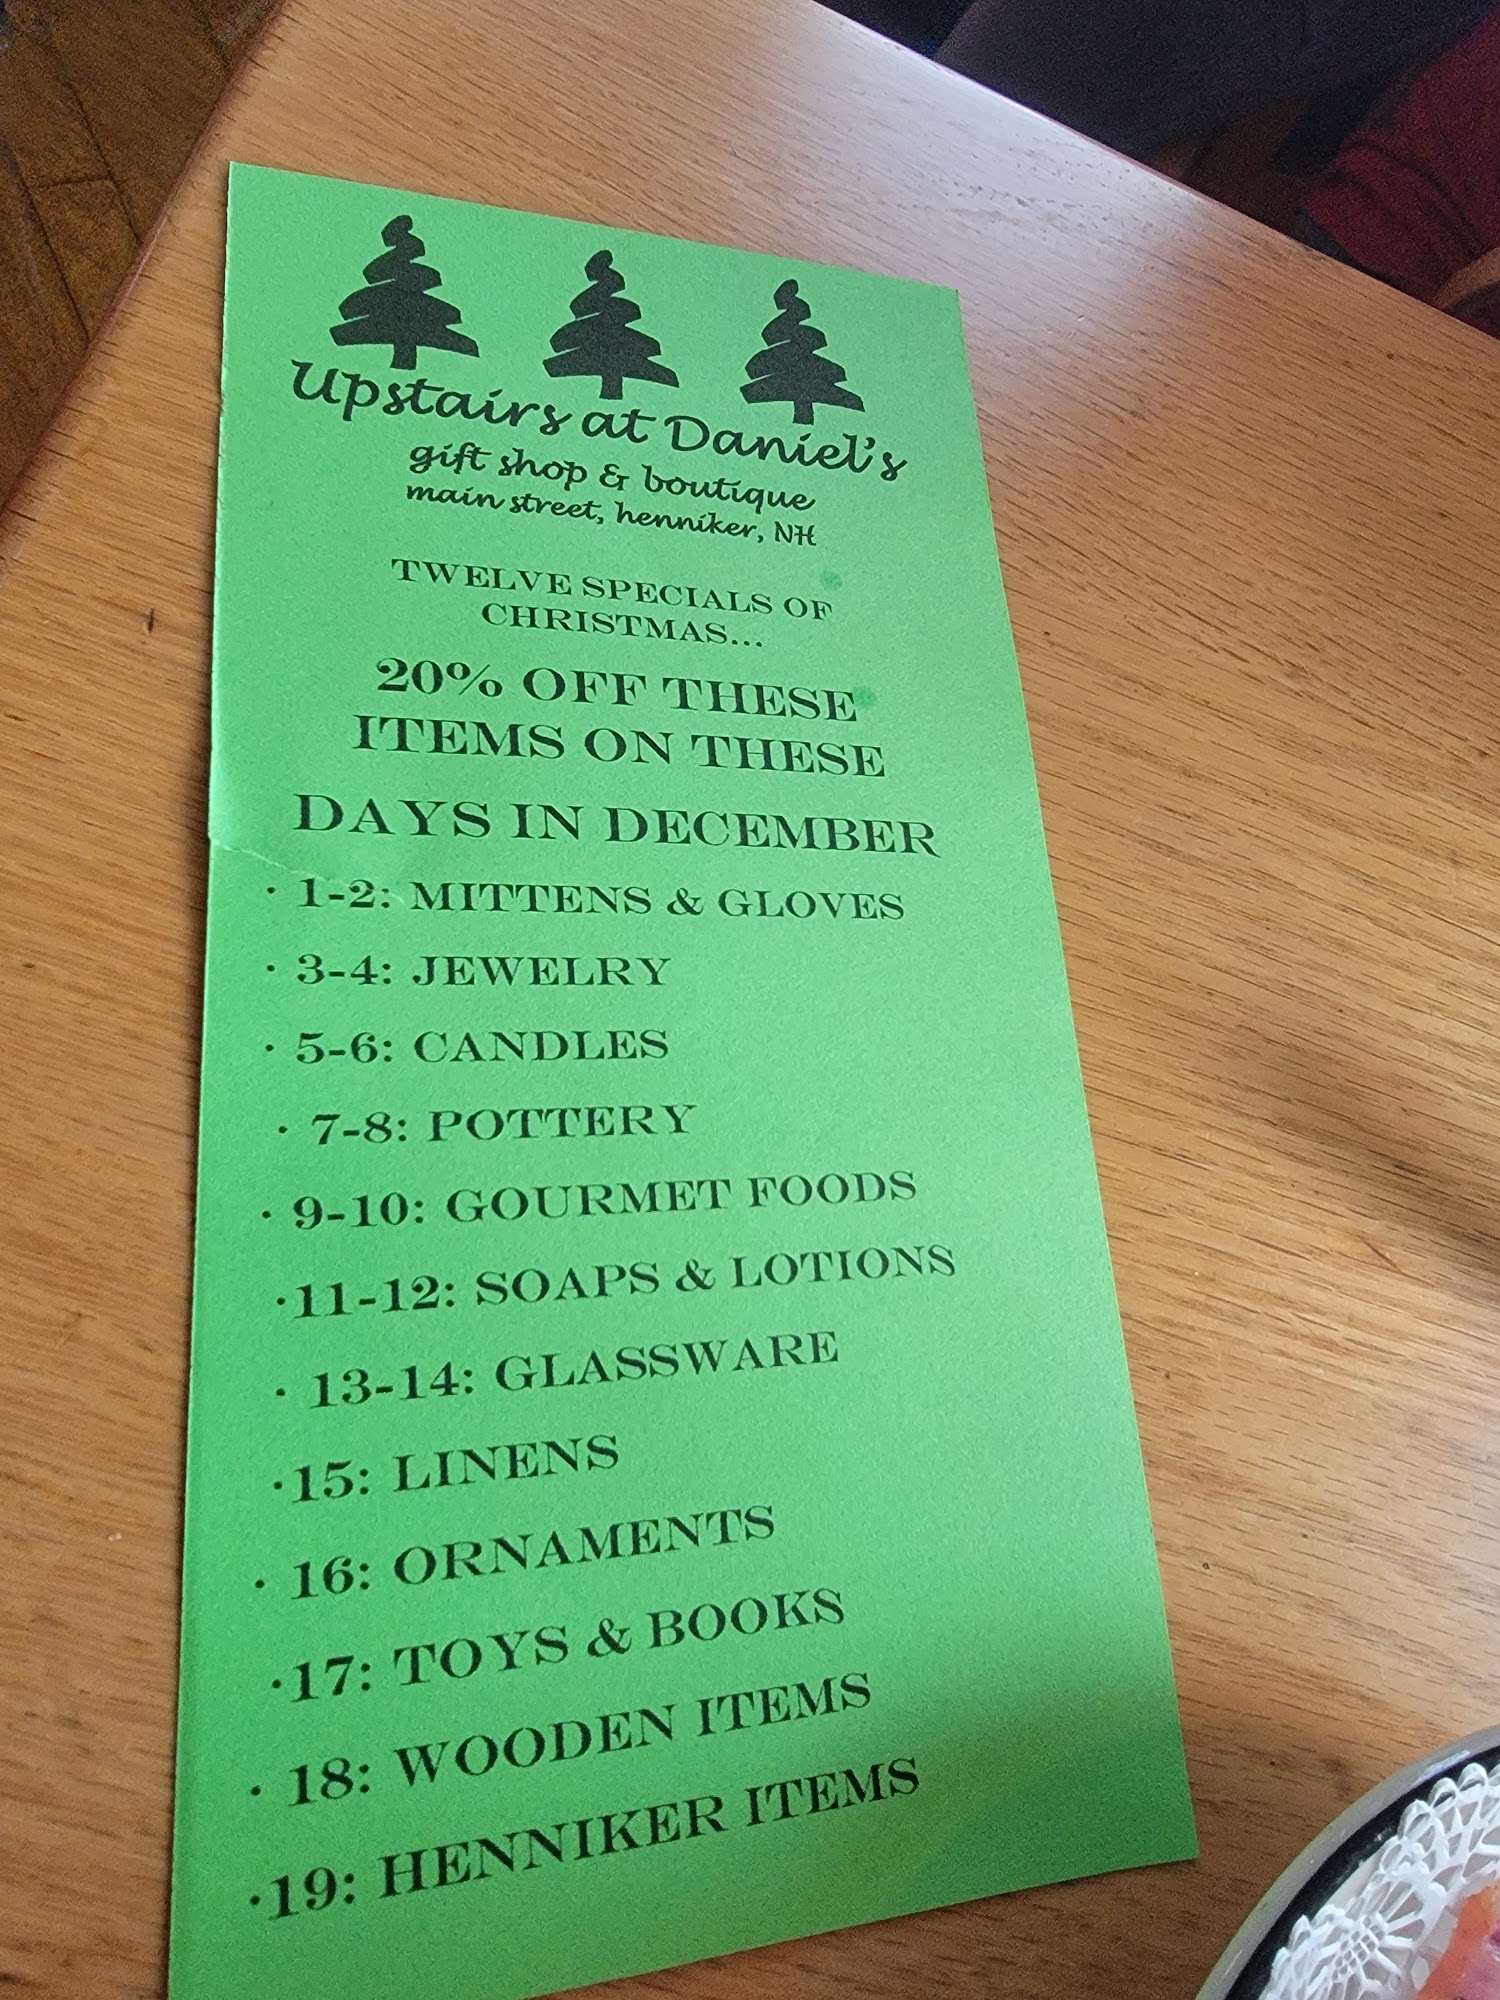 Upstairs at Daniel's
gift shop & boutique
main street, henniker, NH
TWELVE SPECIALS OF
CHRISTMAS...
20% OFF THESE
ITEMS ON THESE
DAYS IN DECEMBER
· 1-2: MITTENS & GLOVES
· 3-4: JEWELRY
· 5-6: CANDLES
· 7-8: POTTERY
· 9-10: GOURMET FOODS
·11-12: SOAPS & LOTIONS
· 13-14: GLASSWARE
·15: LINENS
· 16: ORNAMENTS
·17: TOYS & BOOKS
· 18: WOODEN ITEMS
·19: HENNIKER ITEMS